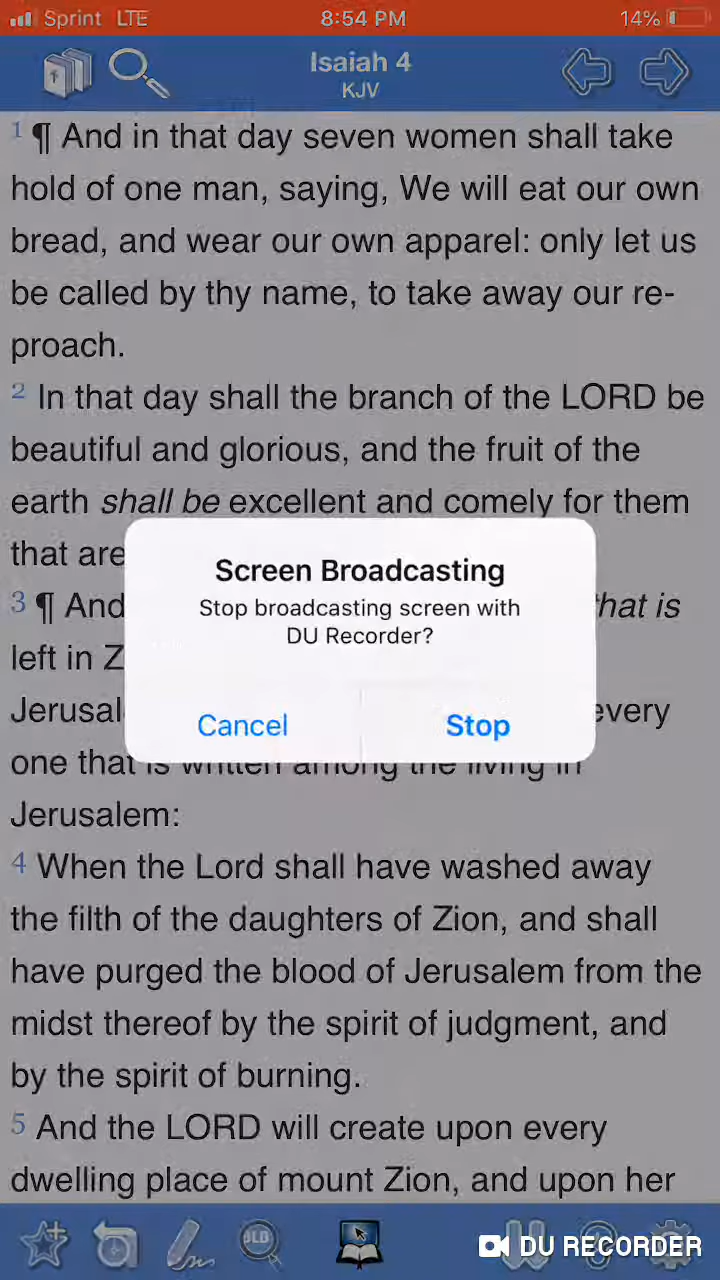 Sprint LTE 8:54 PM 14%
Isaiah 4
KJV
1 ¶ And in that day seven women shall take
hold of one man, saying, We will eat our own
bread, and wear our own apparel: only let us
be called by thy name, to take away our re-
proach.
2 In that day shall the branch of the LORD be
beautiful and glorious, and the fruit of the
earth shall be excellent and comely for them
that are
3 ¶ And that is
left in Z
Jerusal every
one that is written among the living in
Jerusalem:
Screen Broadcasting
Stop broadcasting screen with
DU Recorder?
Cancel Stop
4 When the Lord shall have washed away
the filth of the daughters of Zion, and shall
have purged the blood of Jerusalem from the
midst thereof by the spirit of judgment, and
by the spirit of burning.
5 And the LORD will create upon every
dwelling place of mount Zion, and upon her
JLB
DU RECORDER